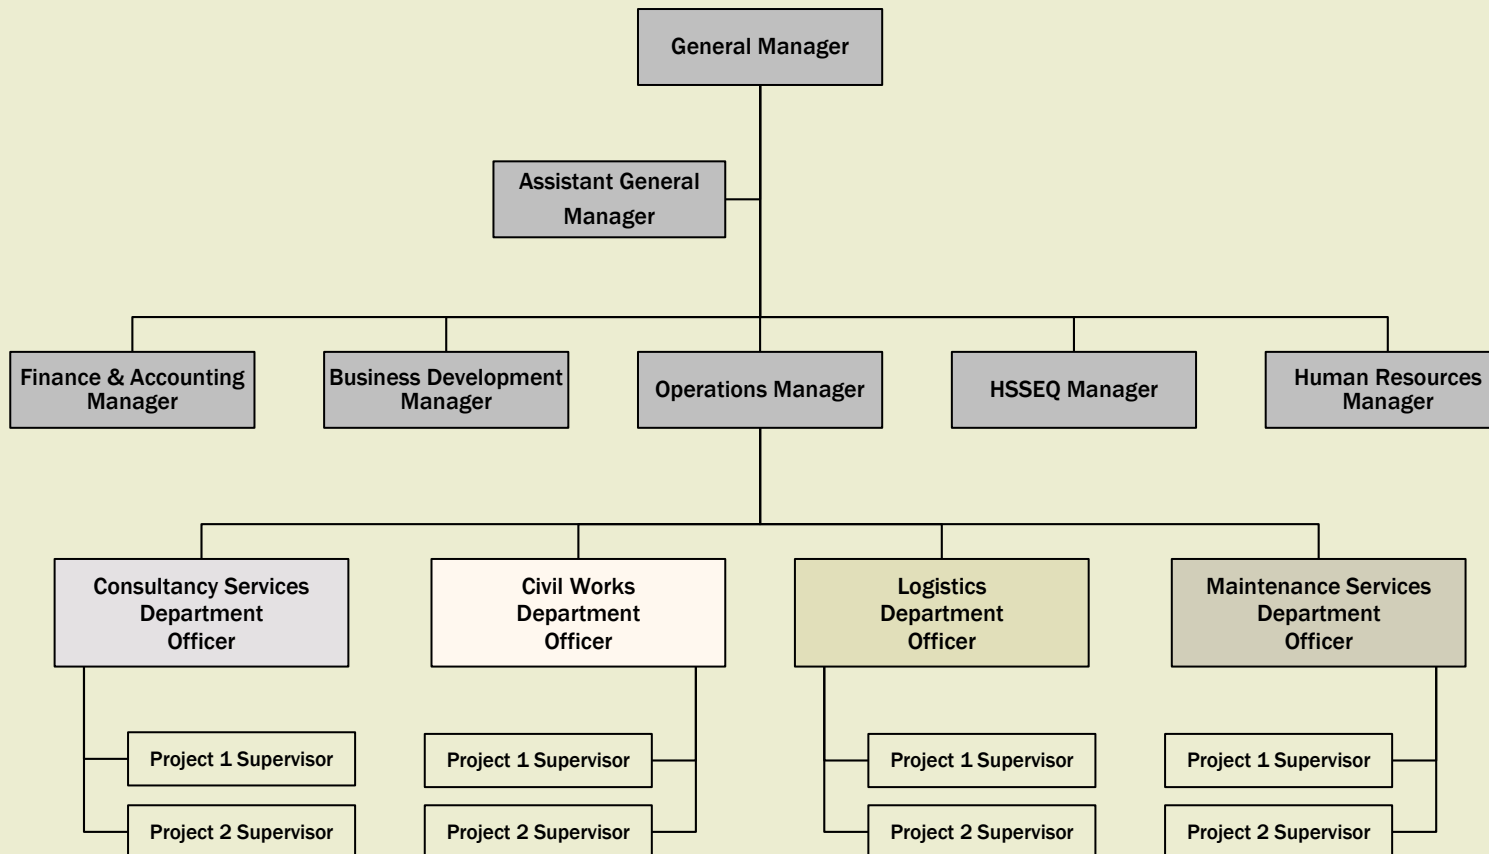 General Manager
Assistant General
Manager
Finance & Accounting
Manager
Business Development
Manager
Operations Manager
HSSEQ Manager
Human Resources
Manager
Consultancy Services
Department
Officer
Civil Works
Department
Officer
Logistics
Department
Officer
Maintenance Services
Department
Officer
Project 1 Supervisor
Project 1 Supervisor
Project 1 Supervisor
Project 1 Supervisor
Project 2 Supervisor
Project 2 Supervisor
Project 2 Supervisor
Project 2 Supervisor